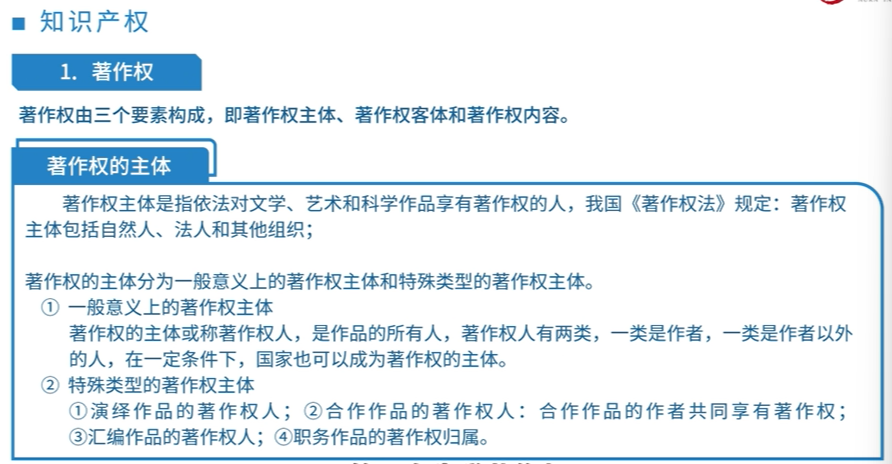 ■ 知识产权
1. 著作权
著作权由三个要素构成，即著作权主体、著作权客体和著作权内容。
著作权的主体
著作权主体是指依法对文学、艺术和科学作品享有著作权的人，我国《著作权法》规定：著作权
主体包括自然人、法人和其他组织；
著作权的主体分为一般意义上的著作权主体和特殊类型的著作权主体。
① 一般意义上的著作权主体
著作权的主体或称著作权人，是作品的所有人，著作权人有两类，一类是作者，一类是作者以外
的人，在一定条件下，国家也可以成为著作权的主体。
② 特殊类型的著作权主体
①演绎作品的著作权人；②合作作品的著作权人：合作作品的作者共同享有著作权；
③汇编作品的著作权人；④职务作品的著作权归属。